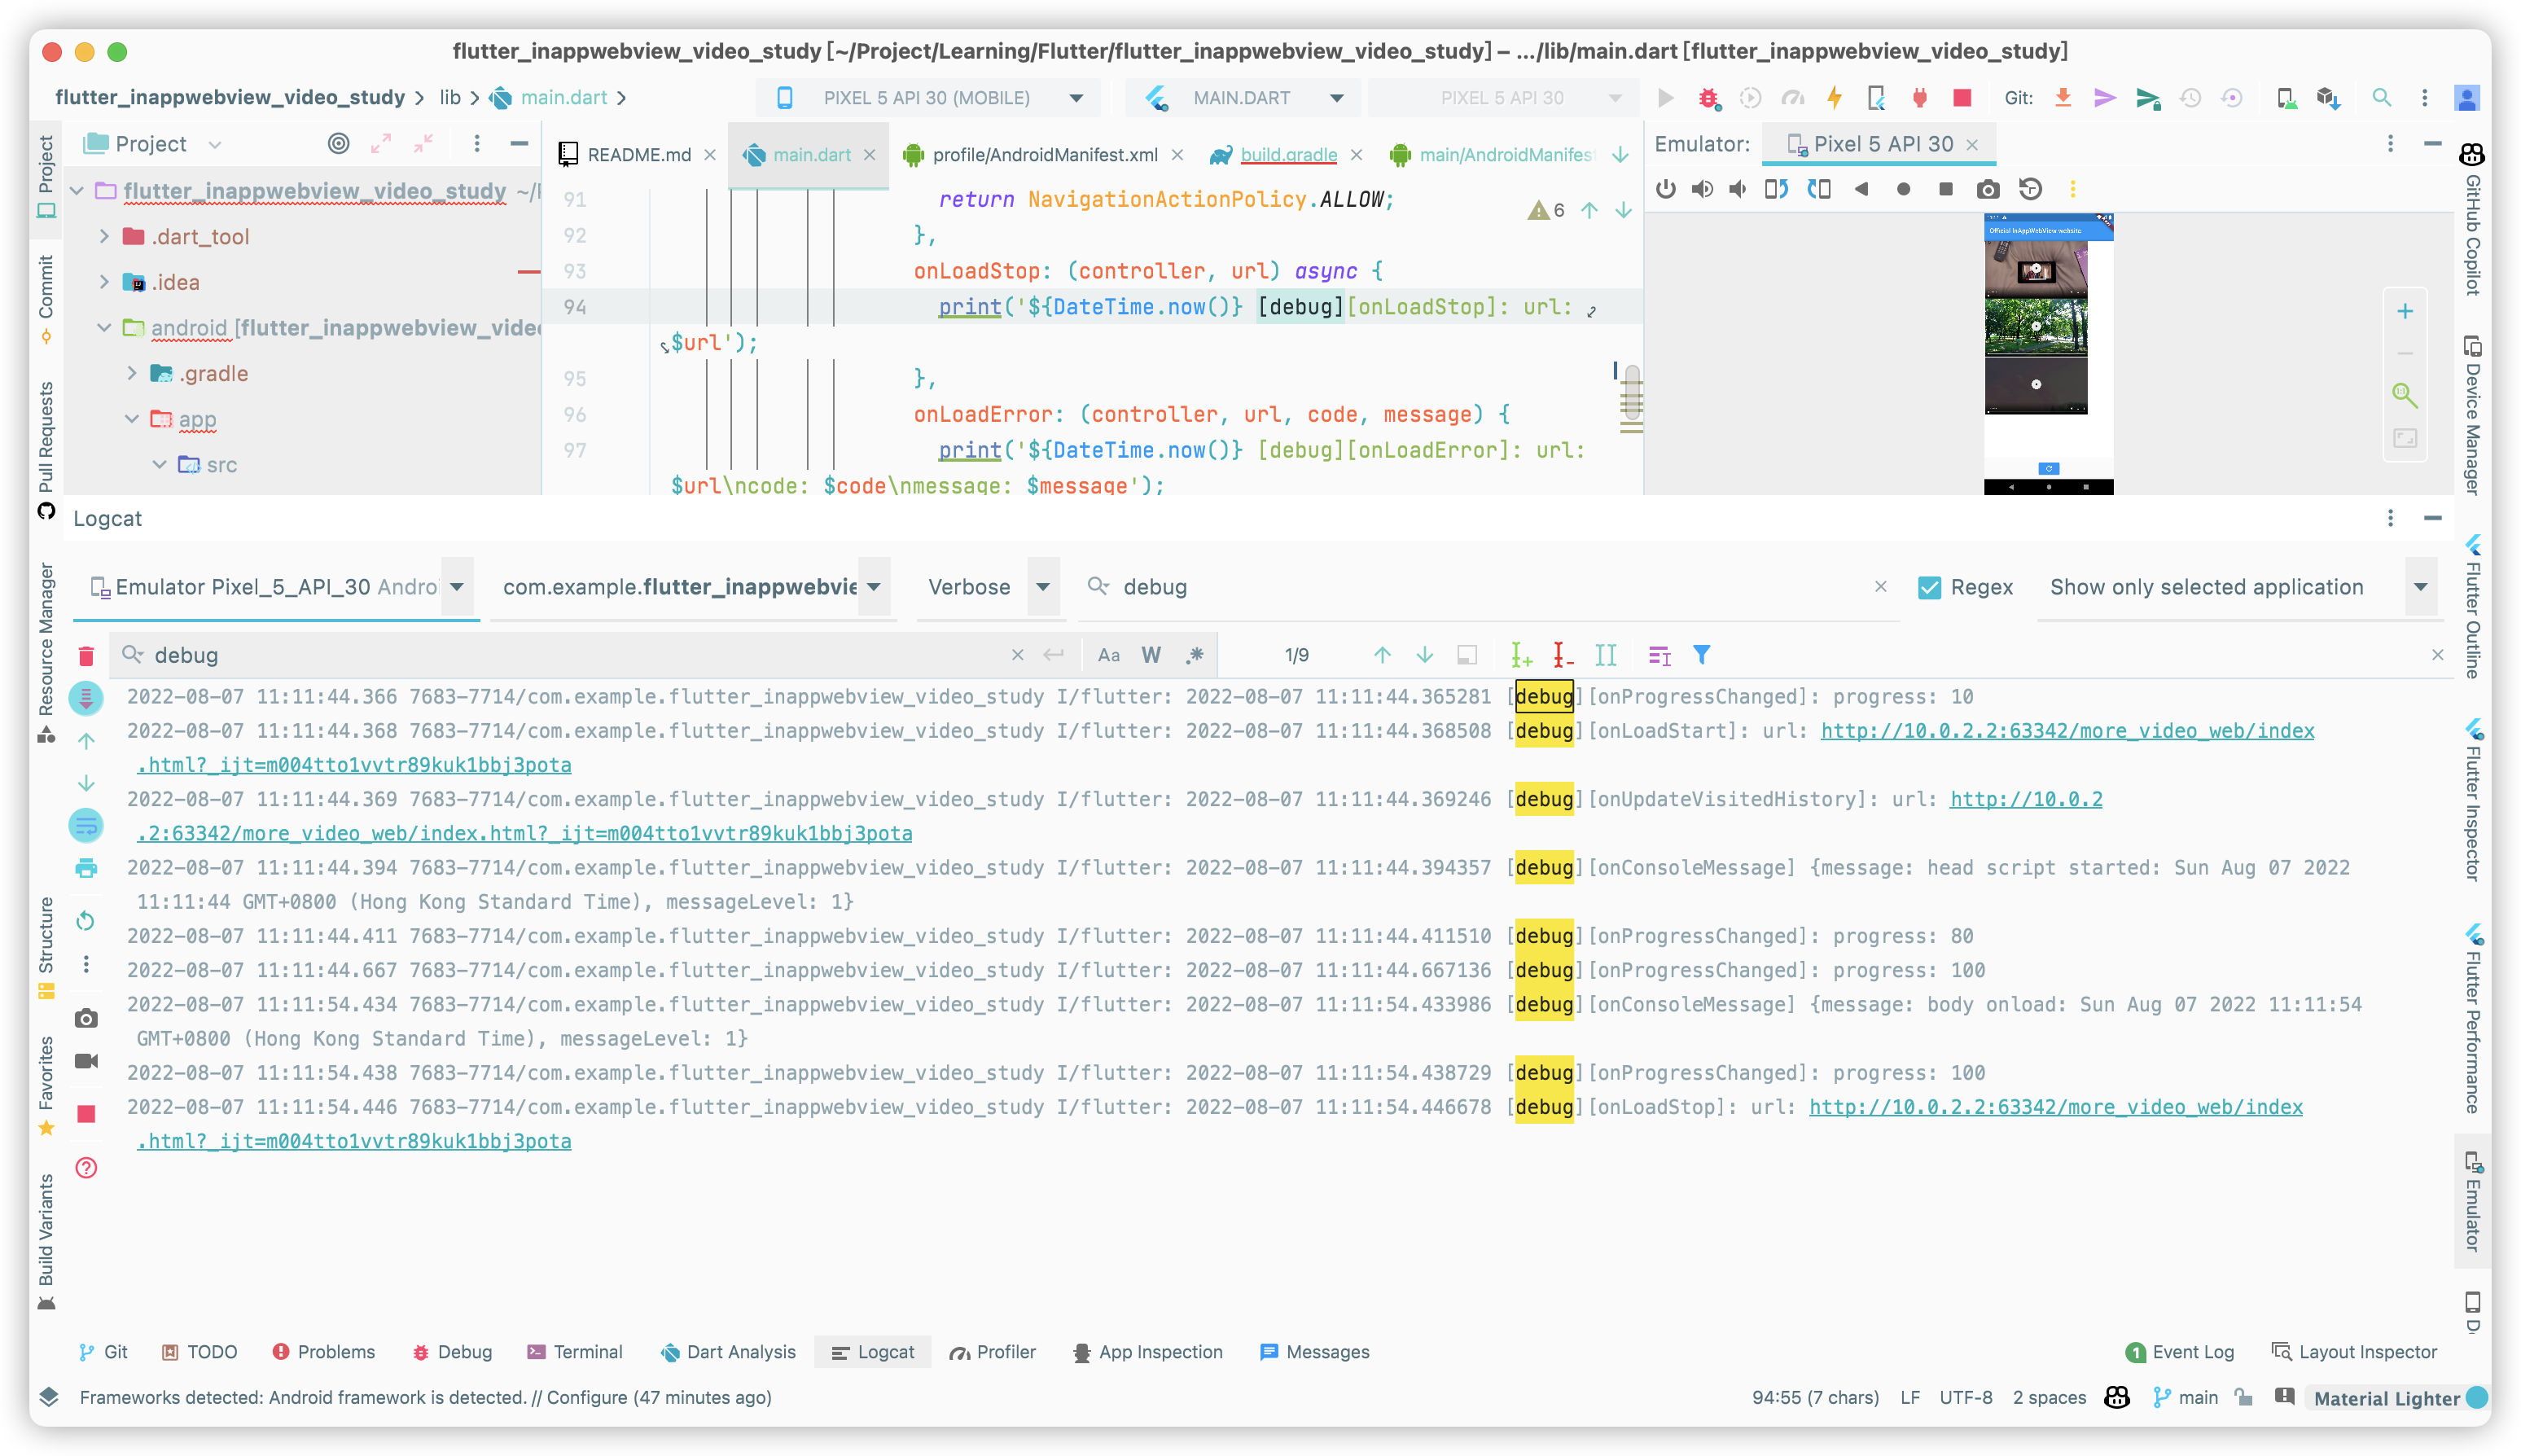 flutter_inappwebview_video_study [~/Project/Learning/Flutter/flutter_inappwebview_video_study] – .../lib/main.dart [flutter_inappwebview_video_study]
flutter_inappwebview_video_study lib main.dart PIXEL 5 API 30 (MOBILE) MAIN.DART PIXEL 5 API 30 Git:
Project
README.md main.dart profile/AndroidManifest.xml build.gradle main/AndroidManifes
Emulator: Pixel 5 API 30
flutter_inappwebview_video_study ~/
.dart_tool
.idea
android [flutter_inappwebview_vide
.gradle
app
src
91 return NavigationActionPolicy.ALLOW;
6
92 },
93 onLoadStop: (controller, url) async {
94 print('${DateTime.now()} [debug][onLoadStop]: url:
$url');
95 },
96 onLoadError: (controller, url, code, message) {
97 print('${DateTime.now()} [debug][onLoadError]: url:
$url\ncode: $code\nmessage: $message');
Official InAppWebView website
1:1
Logcat
Emulator Pixel_5_API_30 Andro com.example.flutter_inappwebvie Verbose debug Regex Show only selected application
debug Aa W .* 1/9
2022-08-07 11:11:44.366 7683-7714/com.example.flutter_inappwebview_video_study I/flutter: 2022-08-07 11:11:44.365281 [debug][onProgressChanged]: progress: 10
2022-08-07 11:11:44.368 7683-7714/com.example.flutter_inappwebview_video_study I/flutter: 2022-08-07 11:11:44.368508 [debug][onLoadStart]: url: http://10.0.2.2:63342/more_video_web/index
.html?_ijt=m004tto1vvtr89kuk1bbj3pota
2022-08-07 11:11:44.369 7683-7714/com.example.flutter_inappwebview_video_study I/flutter: 2022-08-07 11:11:44.369246 [debug][onUpdateVisitedHistory]: url: http://10.0.2
.2:63342/more_video_web/index.html?_ijt=m004tto1vvtr89kuk1bbj3pota
2022-08-07 11:11:44.394 7683-7714/com.example.flutter_inappwebview_video_study I/flutter: 2022-08-07 11:11:44.394357 [debug][onConsoleMessage] {message: head script started: Sun Aug 07 2022
11:11:44 GMT+0800 (Hong Kong Standard Time), messageLevel: 1}
2022-08-07 11:11:44.411 7683-7714/com.example.flutter_inappwebview_video_study I/flutter: 2022-08-07 11:11:44.411510 [debug][onProgressChanged]: progress: 80
2022-08-07 11:11:44.667 7683-7714/com.example.flutter_inappwebview_video_study I/flutter: 2022-08-07 11:11:44.667136 [debug][onProgressChanged]: progress: 100
2022-08-07 11:11:54.434 7683-7714/com.example.flutter_inappwebview_video_study I/flutter: 2022-08-07 11:11:54.433986 [debug][onConsoleMessage] {message: body onload: Sun Aug 07 2022 11:11:54
GMT+0800 (Hong Kong Standard Time), messageLevel: 1}
2022-08-07 11:11:54.438 7683-7714/com.example.flutter_inappwebview_video_study I/flutter: 2022-08-07 11:11:54.438729 [debug][onProgressChanged]: progress: 100
2022-08-07 11:11:54.446 7683-7714/com.example.flutter_inappwebview_video_study I/flutter: 2022-08-07 11:11:54.446678 [debug][onLoadStop]: url: http://10.0.2.2:63342/more_video_web/index
.html?_ijt=m004tto1vvtr89kuk1bbj3pota
Project
Commit
Pull Requests
Resource Manager
Structure
Favorites
Build Variants
GitHub Copilot
Device Manager
Flutter Outline
Flutter Inspector
Flutter Performance
Emulator
D
Git TODO Problems Debug Terminal Dart Analysis Logcat Profiler App Inspection Messages 1 Event Log Layout Inspector
Frameworks detected: Android framework is detected. // Configure (47 minutes ago) 94:55 (7 chars) LF UTF-8 2 spaces main Material Lighter